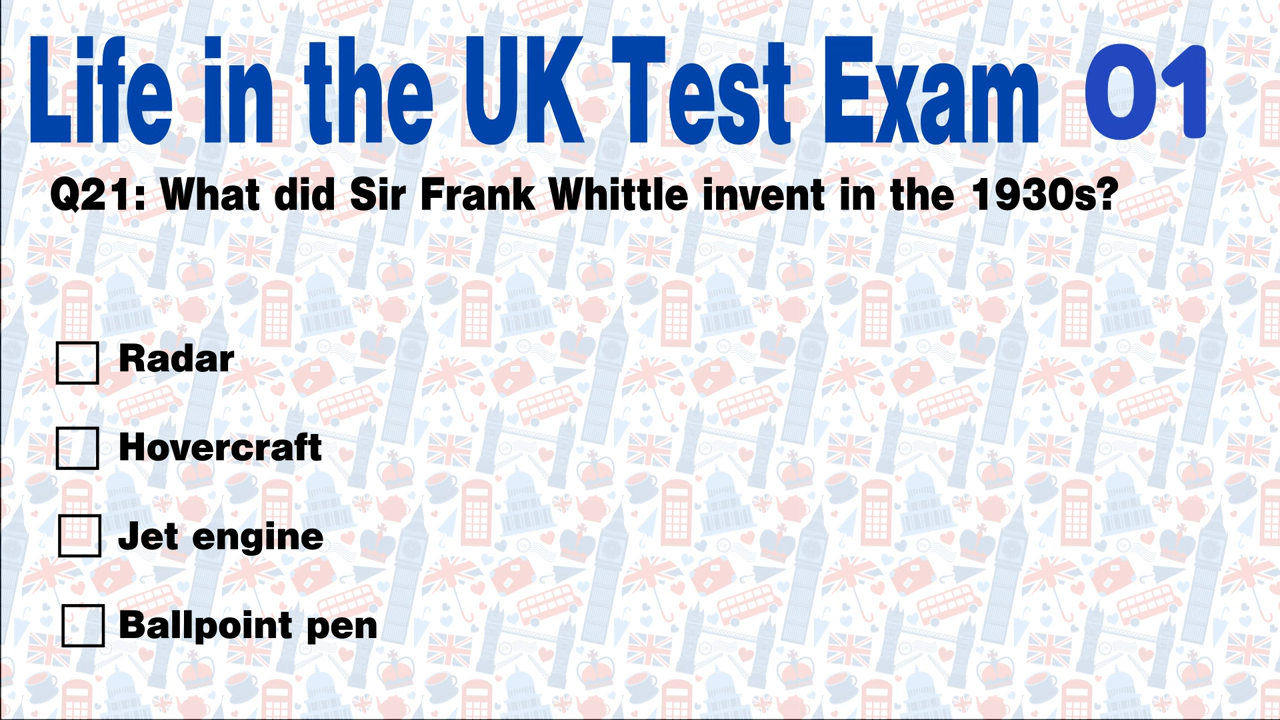 Life in the UK Test Exam 01
Q21: What did Sir Frank Whittle invent in the 1930s?
Radar
Hovercraft
Jet engine
Ballpoint pen